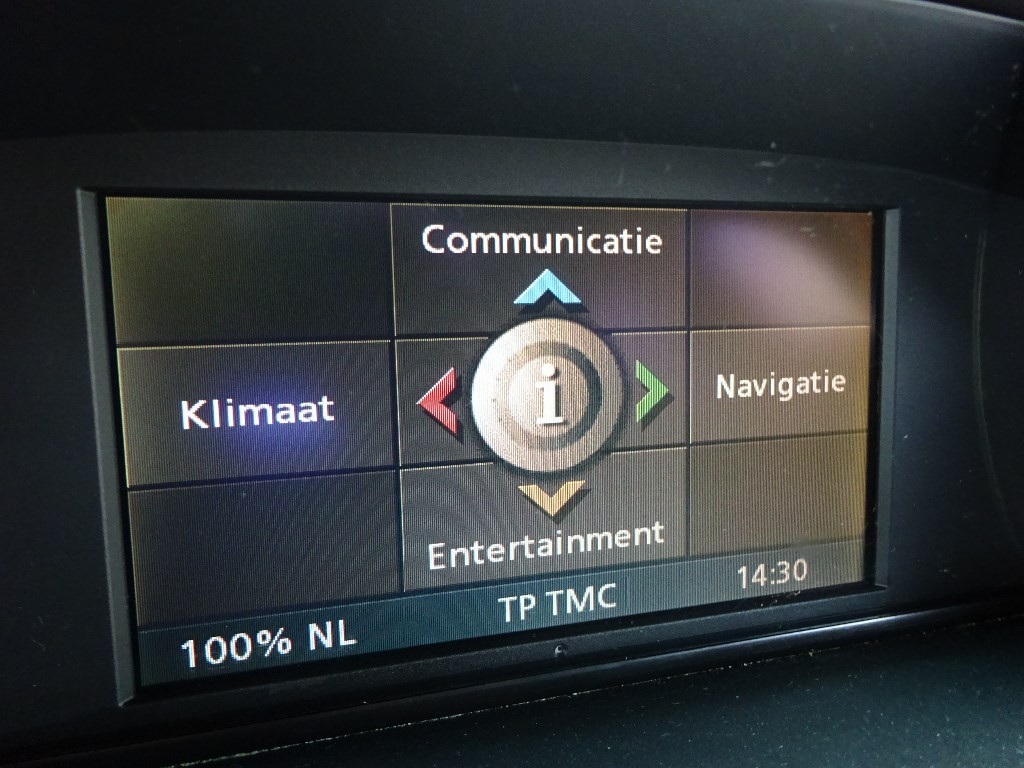 Communicatie
Klimaat
i
Navigatie
Entertainment
100% NL
TP TMC
14:30